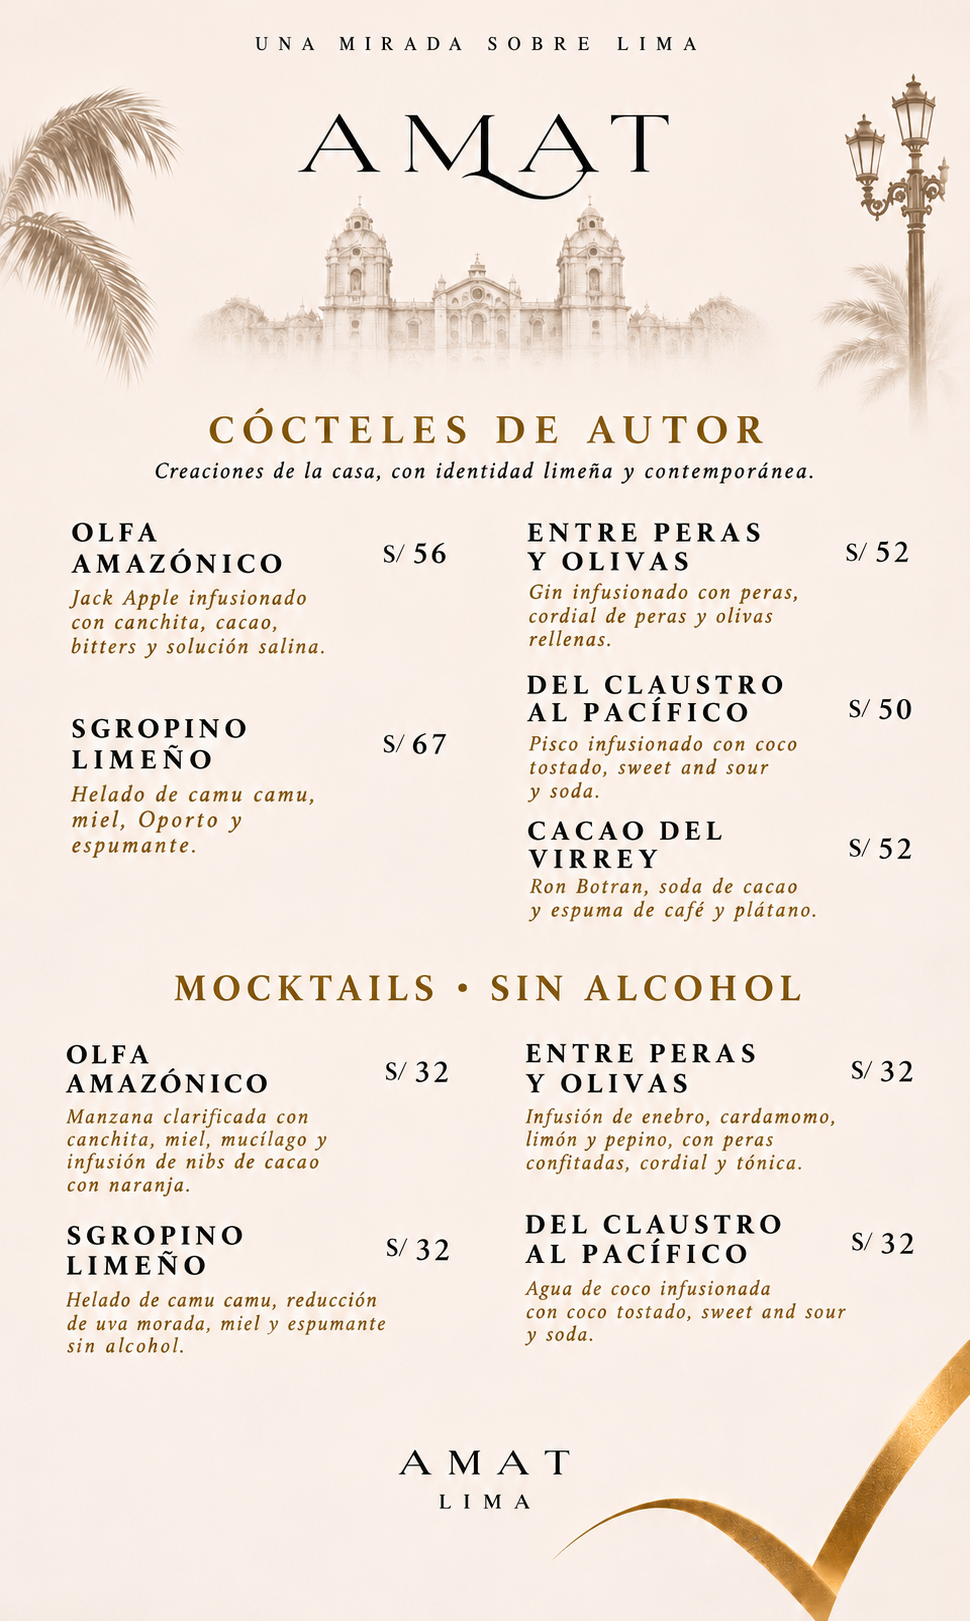 UNA MIRADA SOBRE LIMA
AMAT
CÓCTELES DE AUTOR
Creaciones de la casa, con identidad limeña y contemporánea.
OLFA
AMAZÓNICO
S/ 56
Jack Apple infusionado
con canchita, cacao,
bitters y solución salina.
SGROPINO
LIMEÑO
S/ 67
Helado de camu camu,
miel, Oporto y
espumante.
ENTRE PERAS
Y OLIVAS
S/ 52
Gin infusionado con peras,
cordial de peras y olivas
rellenas.
DEL CLAUSTRO
AL PACÍFICO
S/ 50
Pisco infusionado con coco
tostado, sweet and sour
y soda.
CACAO DEL
VIRREY
S/ 52
Ron Botran, soda de cacao
y espuma de café y plátano.
MOCKTAILS • SIN ALCOHOL
OLFA
AMAZÓNICO
S/ 32
Manzana clarificada con
canchita, miel, mucílago y
infusión de nibs de cacao
con naranja.
SGROPINO
LIMEÑO
S/ 32
Helado de camu camu, reducción
de uva morada, miel y espumante
sin alcohol.
ENTRE PERAS
Y OLIVAS
S/ 32
Infusión de enebro, cardamomo,
limón y pepino, con peras
confitadas, cordial y tónica.
DEL CLAUSTRO
AL PACÍFICO
S/ 32
Agua de coco infusionada
con coco tostado, sweet and sour
y soda.
AMAT
LIMA